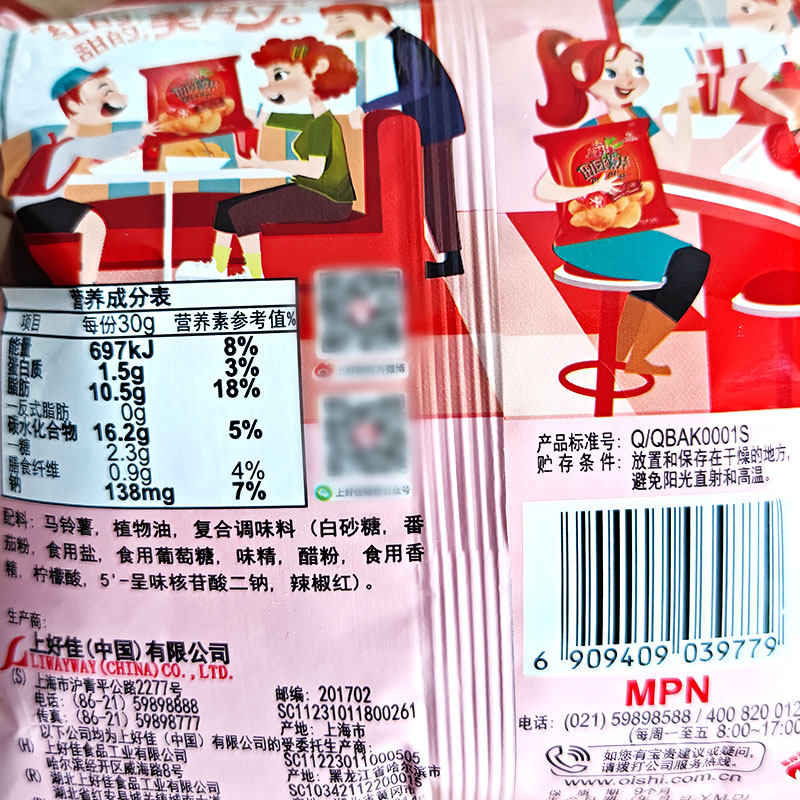 甜的,
营养成分表
项目 每份30g 营养素参考值%
能量 697kJ 8%
蛋白质 1.5g 3%
脂肪 10.5g 18%
—反式脂肪 0g
碳水化合物 16.2g 5%
—糖 2.3g
膳食纤维 0.9g 4%
钠 138mg 7%
配料: 马铃薯, 植物油, 复合调味料 (白砂糖, 番
茄粉, 食用盐, 食用葡萄糖, 味精, 醋粉, 食用香
精, 柠檬酸, 5'-呈味核苷酸二钠, 辣椒红)。
生产商:
上好佳(中国)有限公司
LIWAYWAY(CHINA)CO.,LTD.
(S) 上海市沪青平公路2277号
电话: (86-21) 59898888
传真: (86-21) 59898777
邮编: 201702
SC11231011800261
产地: 上海市
以下公司均为上好佳(中国)有限公司的受委托生产商:
(H) 上好佳食品工业有限公司
哈尔滨经开区威海路8号
SC11223011000505
产地: 黑龙江省哈尔滨市
(R) 湖北上好佳食品工业有限公司
产品标准号: Q/QBAK0001S
贮存条件: 放置和保存在干燥的地方,
避免阳光直射和高温。
6 909409 039779
MPN
电话: (021) 59898588 / 400 820 012
(每周一至五 8:00~17:00
如您有宝贵建议或疑问,
请拨打公司服务热线。
www.oishi.com.cn
保质期: 9个月